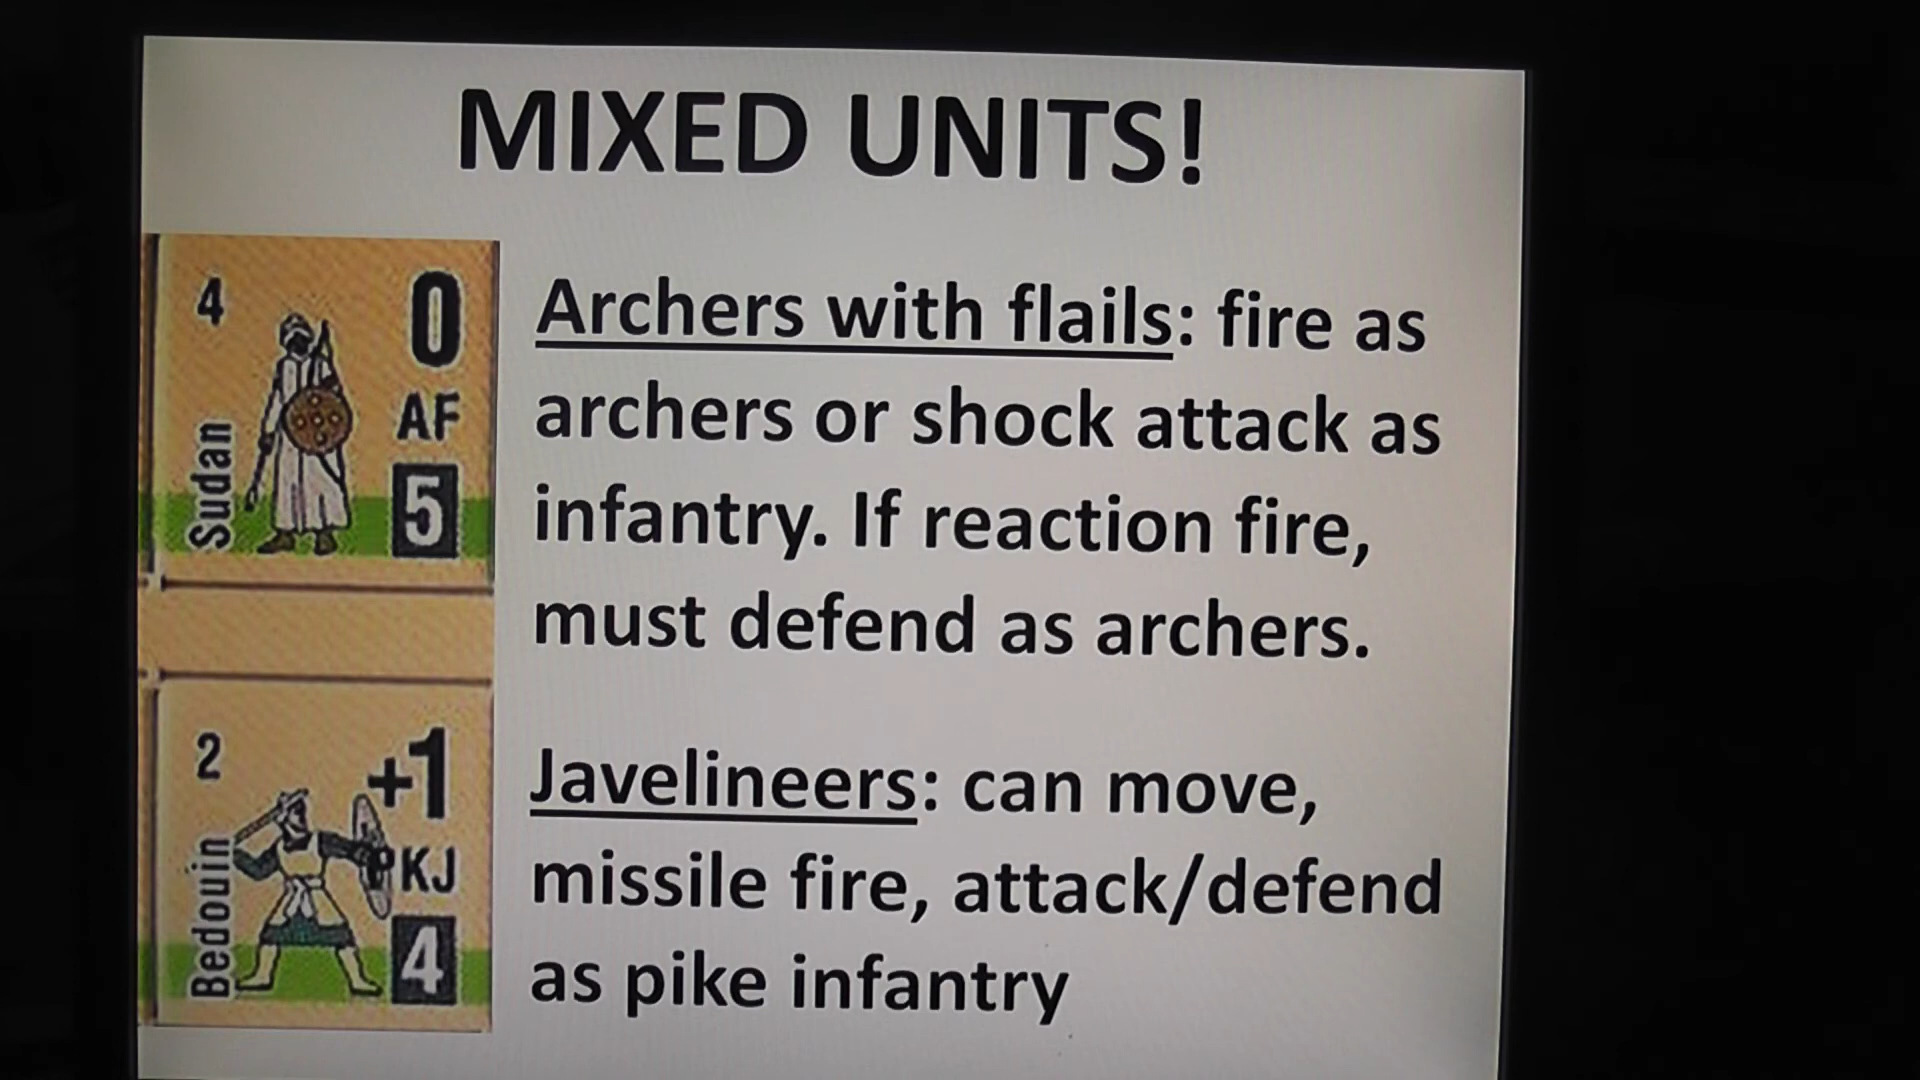 MIXED UNITS!
4
0
AF
5
Sudan
Archers with flails: fire as
archers or shock attack as
infantry. If reaction fire,
must defend as archers.
2
+1
PKJ
4
Bedouin
Javelineers: can move,
missile fire, attack/defend
as pike infantry